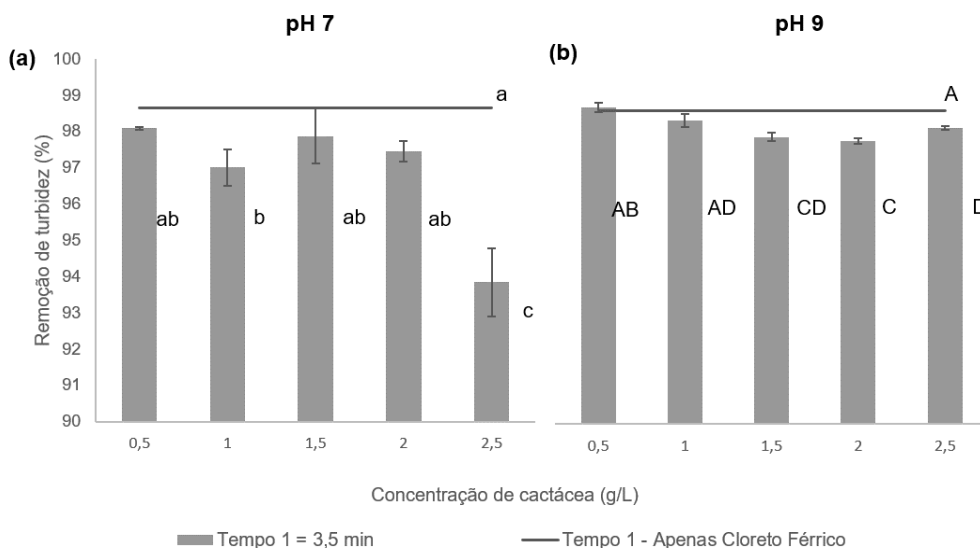 pH 7
pH 9
(a)
(b)
Remoção de turbidez (%)
100
99
98
97
96
95
94
93
92
91
90
a
ab
b
ab
ab
c
A
AB
AD
CD
C
D
0,5
1
1,5
2
2,5
0,5
1
1,5
2
2,5
Concentração de cactácea (g/L)
Tempo 1 = 3,5 min
Tempo 1 - Apenas Cloreto Férrico